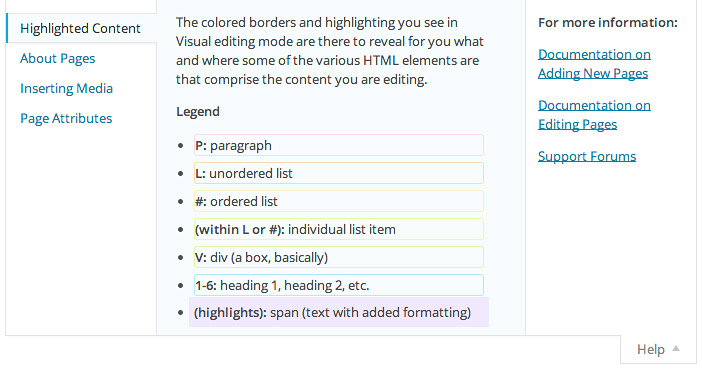 Highlighted Content
About Pages
Inserting Media
Page Attributes
The colored borders and highlighting you see in
Visual editing mode are there to reveal for you what
and where some of the various HTML elements are
that comprise the content you are editing.
Legend
P: paragraph
L: unordered list
#: ordered list
(within L or #): individual list item
V: div (a box, basically)
1-6: heading 1, heading 2, etc.
(highlights): span (text with added formatting)
For more information:
Documentation on
Adding New Pages
Documentation on
Editing Pages
Support Forums
Help